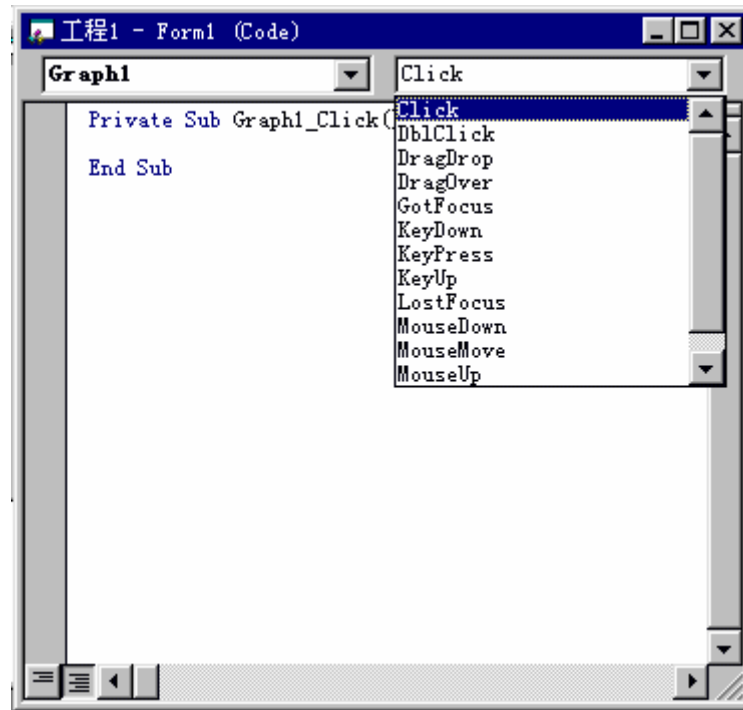 工程1 - Form1 (Code)
Graph1
Click
Private Sub Graph1_Click(
End Sub
Click
DblClick
DragDrop
DragOver
GotFocus
KeyDown
KeyPress
KeyUp
LostFocus
MouseDown
MouseMove
MouseUp